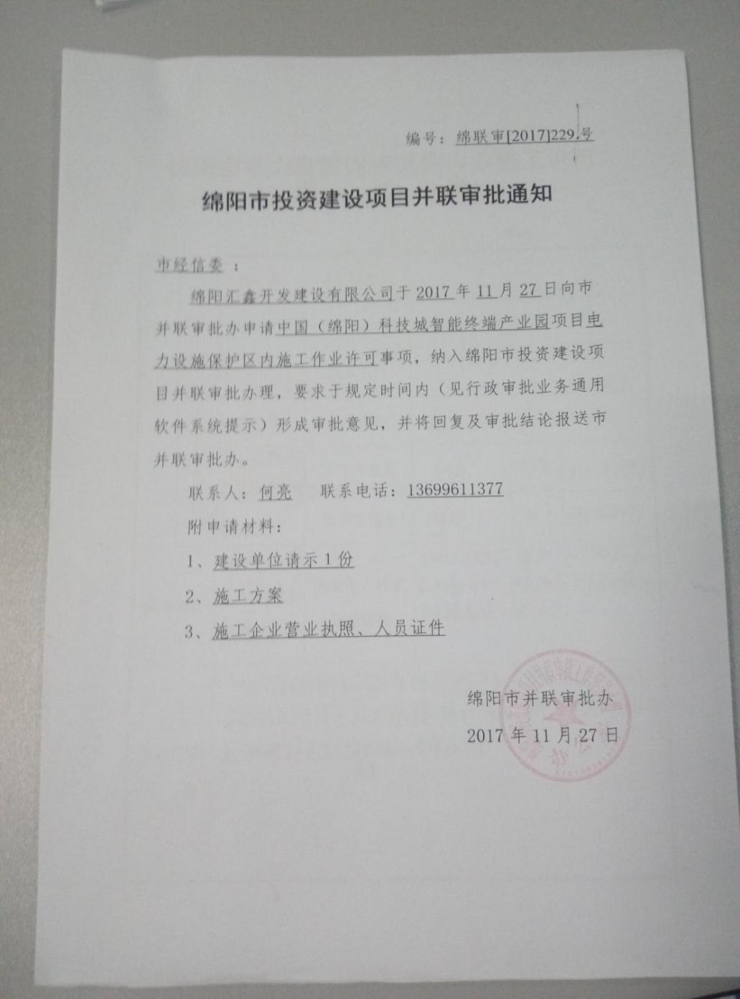 编号：绵联审[2017]229 号
绵阳市投资建设项目并联审批通知
市经信委：
绵阳汇鑫开发建设有限公司于 2017 年 11 月 27 日向市
并联审批办申请中国（绵阳）科技城智能终端产业园项目电
力设施保护区内施工作业许可事项，纳入绵阳市投资建设项
目并联审批办理，要求于规定时间内（见行政审批业务通用
软件系统提示）形成审批意见，并将回复及审批结论报送市
并联审批办。
联系人：何亮 联系电话：13699611377
附申请材料：
1、建设单位请示 1 份
2、施工方案
3、施工企业营业执照、人员证件
绵阳市并联审批办
2017 年 11 月 27 日
办公室